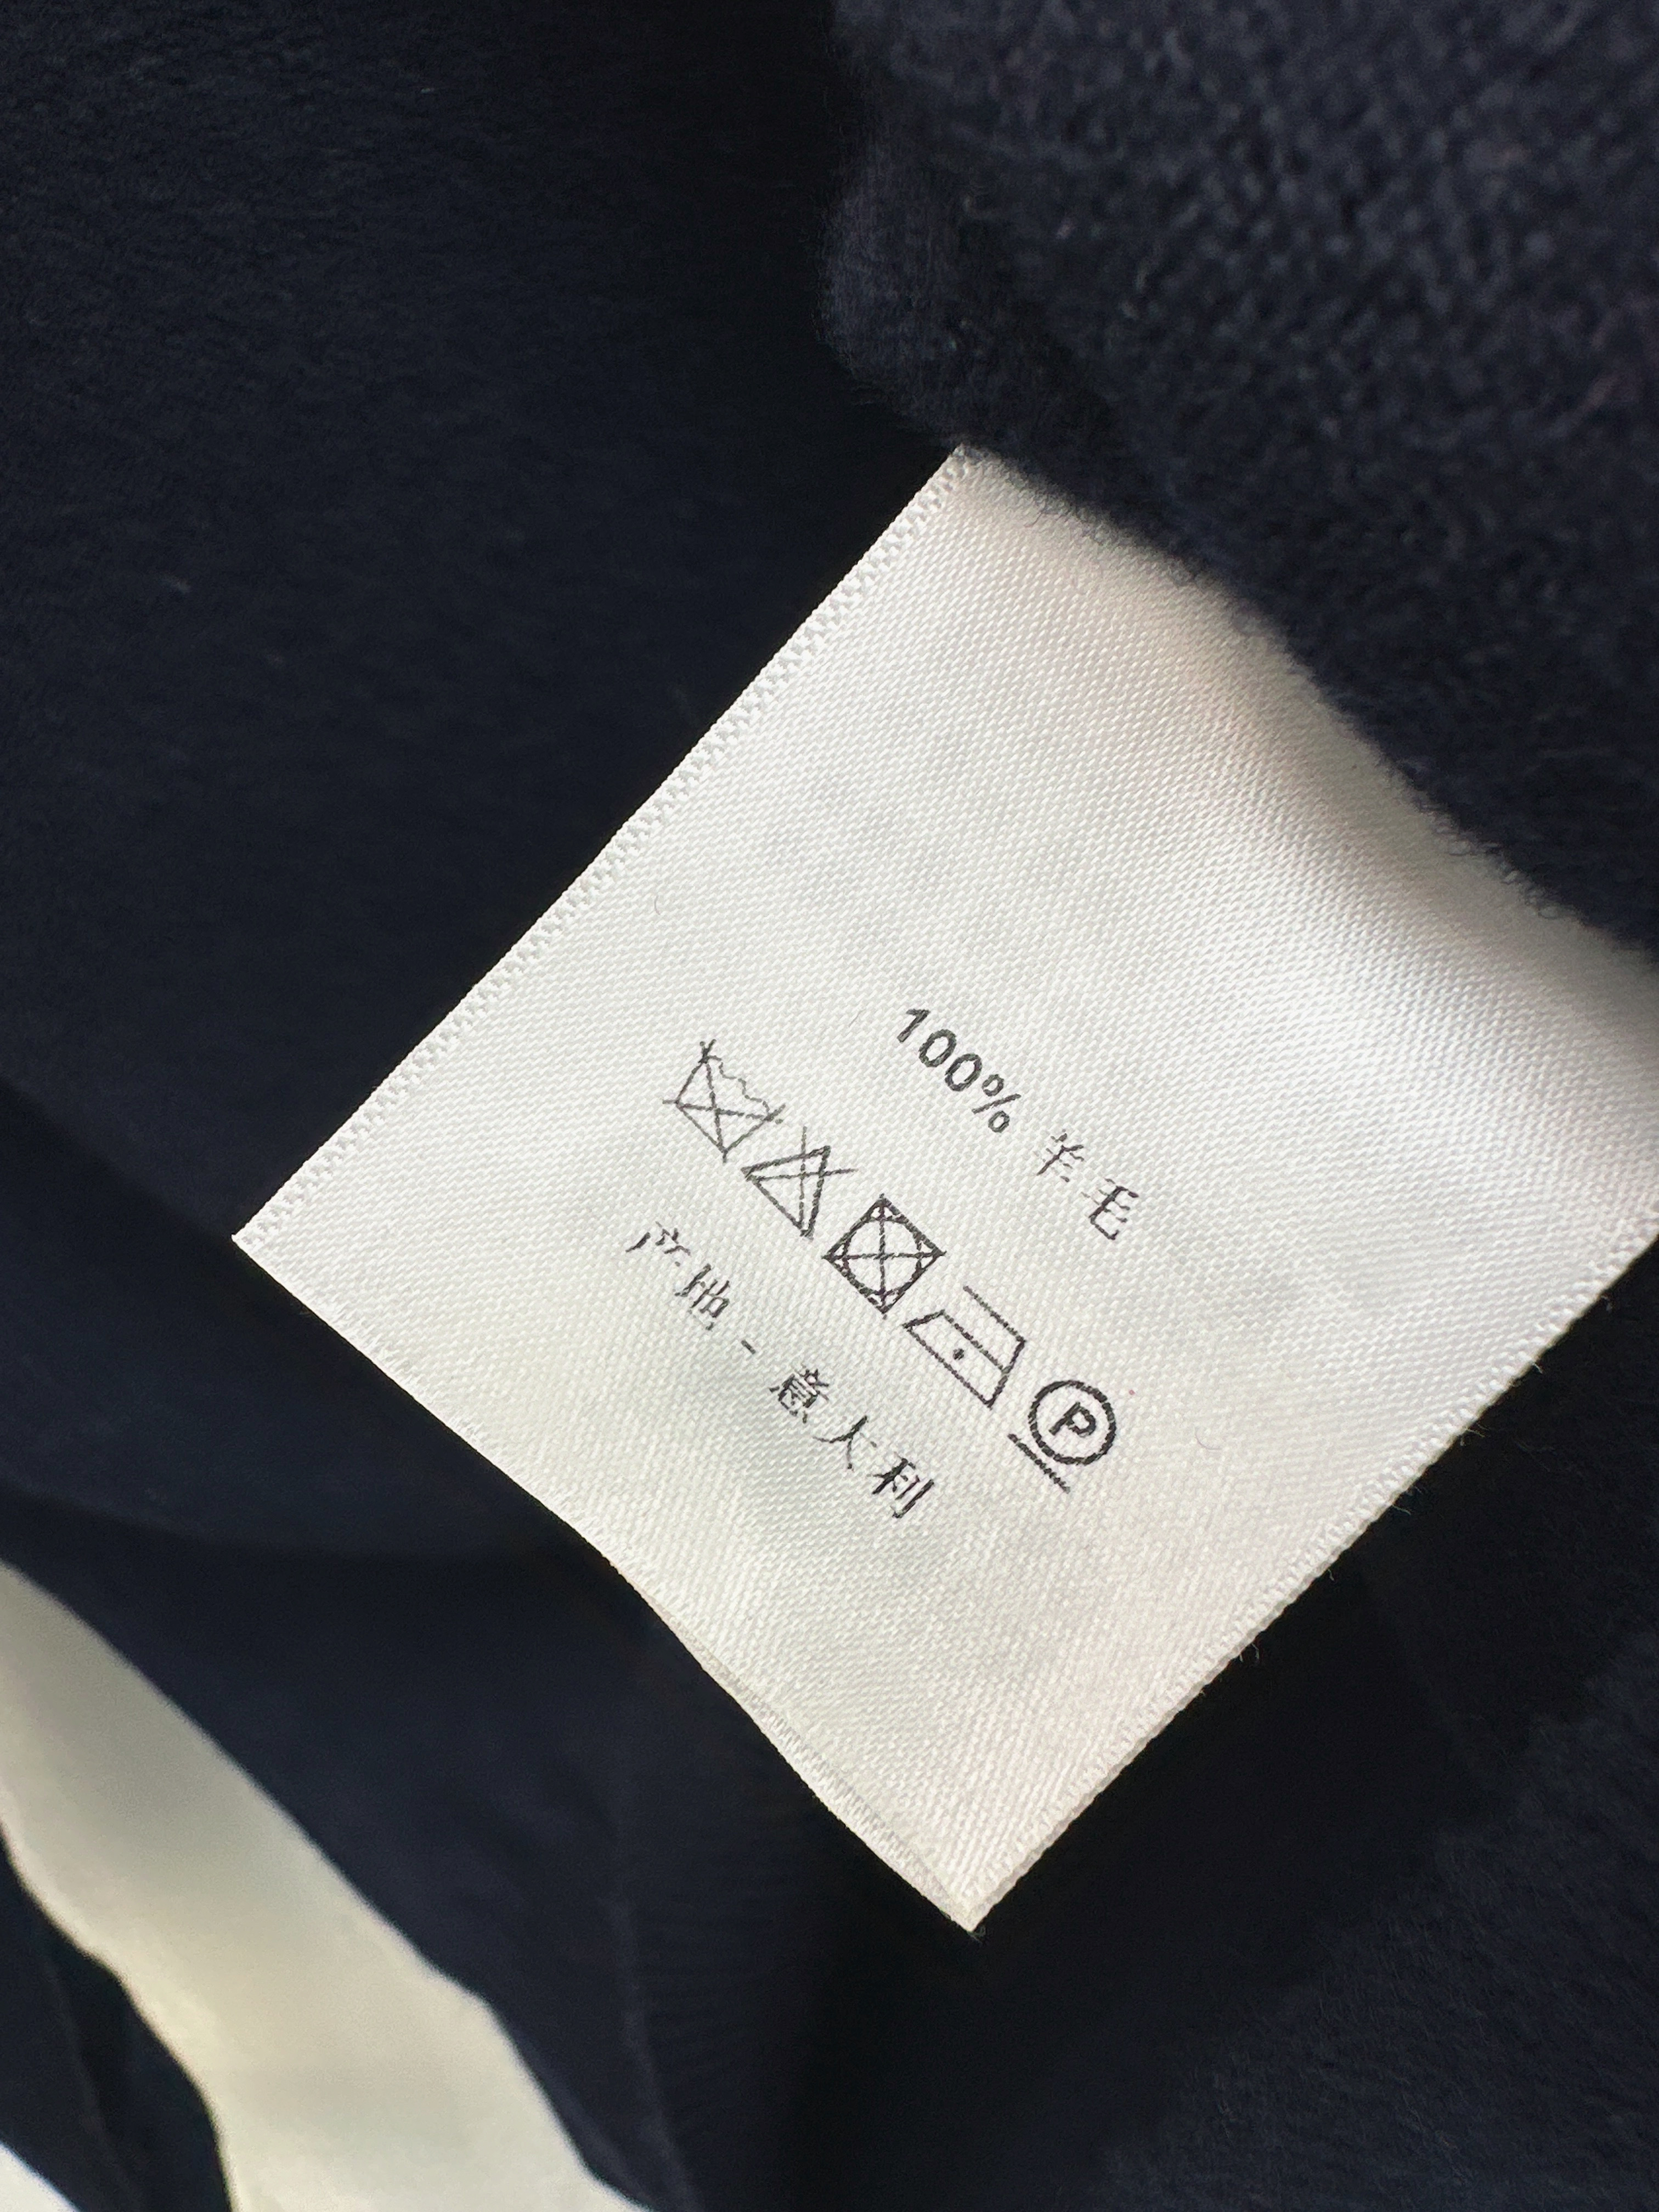 100% 羊毛
P
产地 - 意大利